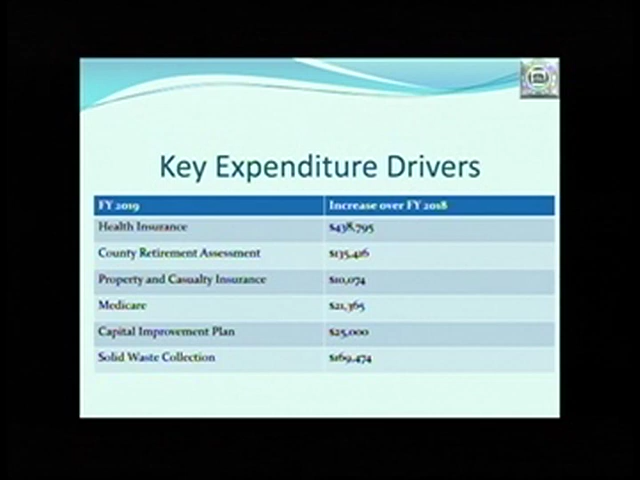 Key Expenditure Drivers
FY 2019 Increase over FY 2018
Health Insurance $438,795
County Retirement Assessment $135,416
Property and Casualty Insurance $10,074
Medicare $21,365
Capital Improvement Plan $25,000
Solid Waste Collection $169,474